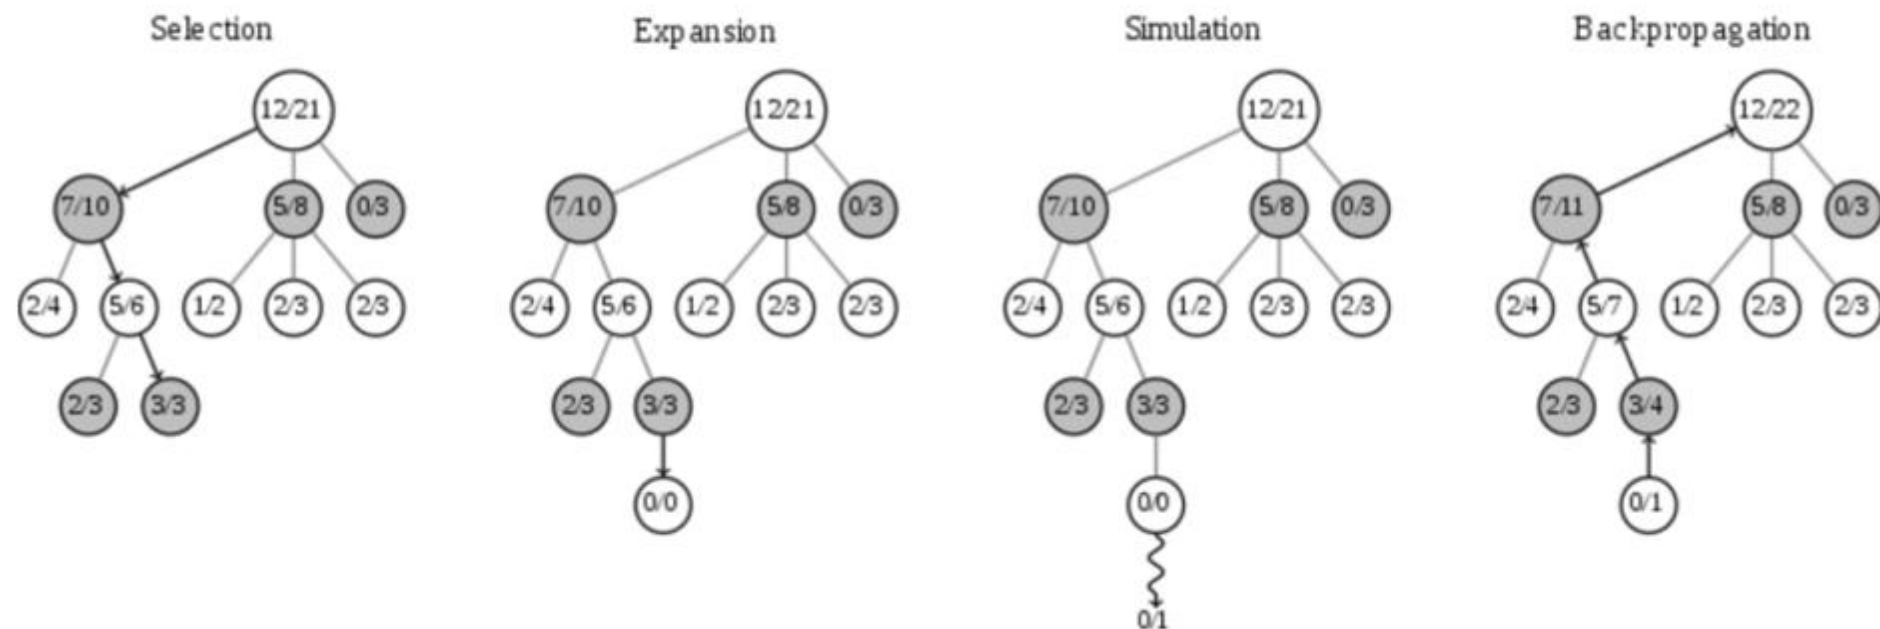 Selection Expansion Simulation Backpropagation
12/21 12/21 12/21 12/22
7/10 5/8 0/3 7/10 5/8 0/3 7/10 5/8 0/3 7/11 5/8 0/3
2/4 5/6 1/2 2/3 2/3 2/4 5/6 1/2 2/3 2/3 2/4 5/6 1/2 2/3 2/3 2/4 5/7 1/2 2/3 2/3
2/3 3/3 2/3 3/3 2/3 3/3 2/3 3/4
0/0 0/0 0/1
0/1